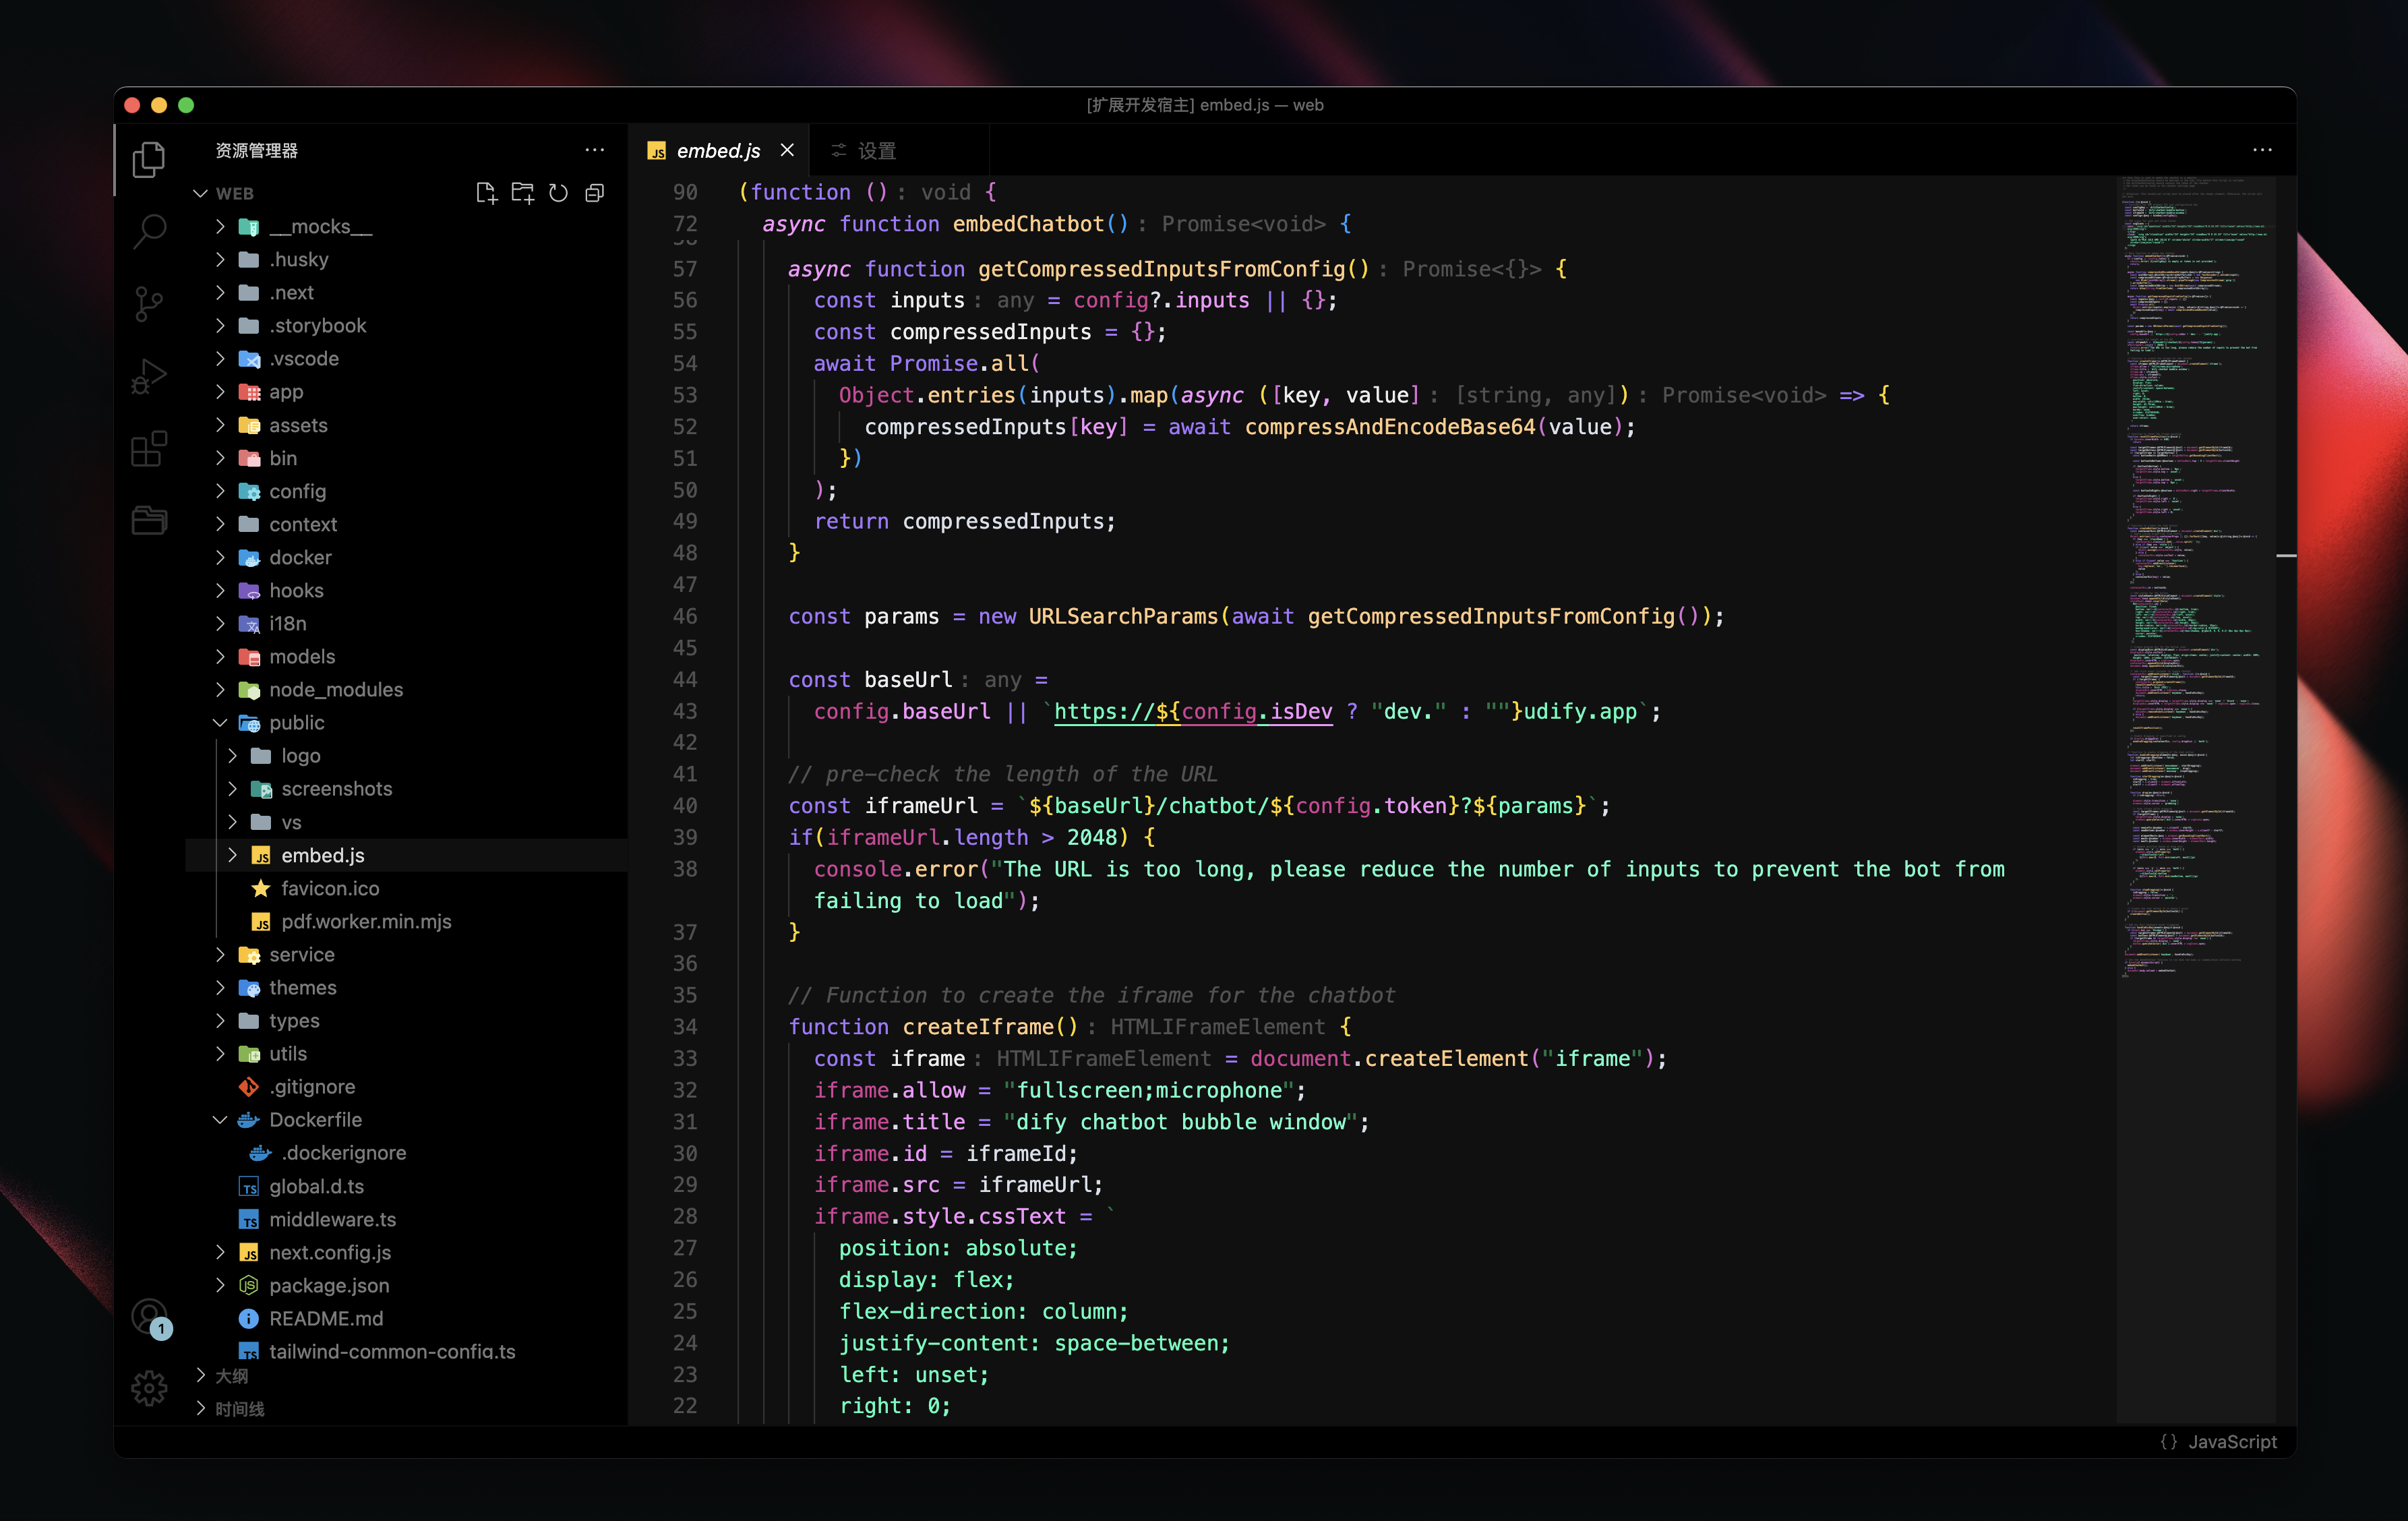 [扩展开发宿主] embed.js — web
资源管理器
WEB
__mocks__
.husky
.next
.storybook
.vscode
app
assets
bin
config
context
docker
hooks
i18n
models
node_modules
public
logo
screenshots
vs
JS embed.js
favicon.ico
JS pdf.worker.min.mjs
service
themes
types
utils
.gitignore
Dockerfile
.dockerignore
TS global.d.ts
TS middleware.ts
JS next.config.js
JS package.json
README.md
TS tailwind-common-config.ts
大纲
时间线
1
JS embed.js
设置
90 (function (): void {
72 async function embedChatbot(): Promise<void> {
57 async function getCompressedInputsFromConfig(): Promise<{}> {
56 const inputs: any = config?.inputs || {};
55 const compressedInputs = {};
54 await Promise.all(
53 Object.entries(inputs).map(async ([key, value]: [string, any]): Promise<void> => {
52 compressedInputs[key] = await compressAndEncodeBase64(value);
51 })
50 );
49 return compressedInputs;
48 }
47
46 const params = new URLSearchParams(await getCompressedInputsFromConfig());
45
44 const baseUrl: any =
43 config.baseUrl || `https://${config.isDev ? "dev." : ""}udify.app`;
42
41 // pre-check the length of the URL
40 const iframeUrl = `${baseUrl}/chatbot/${config.token}?${params}`;
39 if(iframeUrl.length > 2048) {
38 console.error("The URL is too long, please reduce the number of inputs to prevent the bot from
failing to load");
37 }
36
35 // Function to create the iframe for the chatbot
34 function createIframe(): HTMLIFrameElement {
33 const iframe: HTMLIFrameElement = document.createElement("iframe");
32 iframe.allow = "fullscreen;microphone";
31 iframe.title = "dify chatbot bubble window";
30 iframe.id = iframeId;
29 iframe.src = iframeUrl;
28 iframe.style.cssText = `
27 position: absolute;
26 display: flex;
25 flex-direction: column;
24 justify-content: space-between;
23 left: unset;
22 right: 0;
{} JavaScript